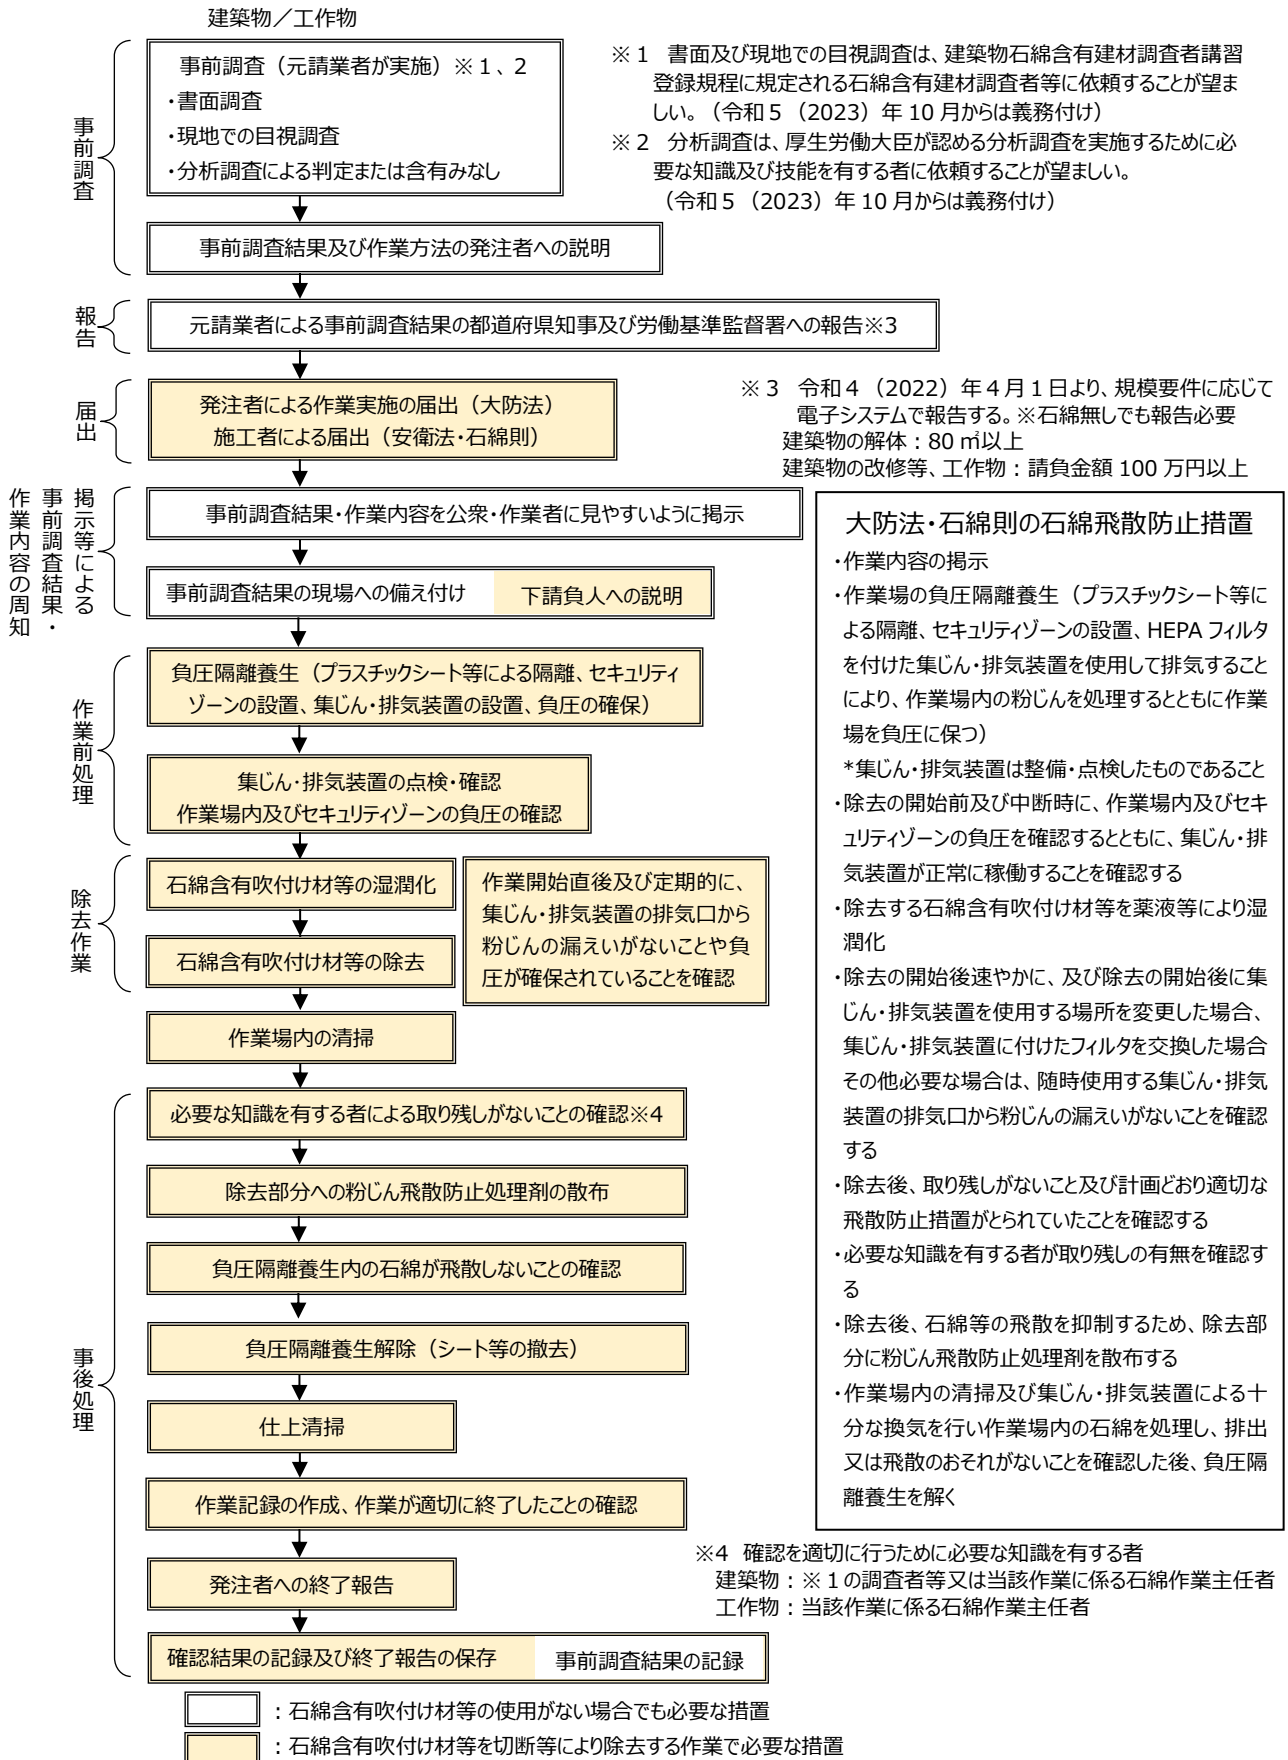 建築物／工作物
事前調査
事前調査（元請業者が実施）※１、２
・書面調査
・現地での目視調査
・分析調査による判定または含有みなし
※１　書面及び現地での目視調査は、建築物石綿含有建材調査者講習
登録規程に規定される石綿含有建材調査者等に依頼することが望ま
しい。（令和５（2023）年 10 月からは義務付け）
※２　分析調査は、厚生労働大臣が認める分析調査を実施するために必
要な知識及び技能を有する者に依頼することが望ましい。
（令和５（2023）年 10 月からは義務付け）
事前調査結果及び作業方法の発注者への説明
報告
元請業者による事前調査結果の都道府県知事及び労働基準監督署への報告※3
届出
発注者による作業実施の届出（大防法）
施工者による届出（安衛法・石綿則）
※３　令和４（2022）年４月１日より、規模要件に応じて
電子システムで報告する。※石綿無しでも報告必要
建築物の解体：80 ㎡以上
建築物の改修等、工作物：請負金額 100 万円以上
掲示等による
事前調査結果・
作業内容の周知
事前調査結果・作業内容を公衆・作業者に見やすいように掲示
事前調査結果の現場への備え付け　下請負人への説明
作業前処理
負圧隔離養生（プラスチックシート等による隔離、セキュリティ
ゾーンの設置、集じん・排気装置の設置、負圧の確保）
集じん・排気装置の点検・確認
作業場内及びセキュリティゾーンの負圧の確認
除去作業
石綿含有吹付け材等の湿潤化
石綿含有吹付け材等の除去
作業開始直後及び定期的に、
集じん・排気装置の排気口から
粉じんの漏えいがないことや負
圧が確保されていることを確認
作業場内の清掃
事後処理
必要な知識を有する者による取り残しがないことの確認※4
除去部分への粉じん飛散防止処理剤の散布
負圧隔離養生内の石綿が飛散しないことの確認
負圧隔離養生解除（シート等の撤去）
仕上清掃
作業記録の作成、作業が適切に終了したことの確認
発注者への終了報告
確認結果の記録及び終了報告の保存　事前調査結果の記録
大防法・石綿則の石綿飛散防止措置
・作業内容の掲示
・作業場の負圧隔離養生（プラスチックシート等に
よる隔離、セキュリティゾーンの設置、HEPA フィルタ
を付けた集じん・排気装置を使用して排気すること
により、作業場内の粉じんを処理するとともに作業
場を負圧に保つ）
*集じん・排気装置は整備・点検したものであること
・除去の開始前及び中断時に、作業場内及びセキ
ュリティゾーンの負圧を確認するとともに、集じん・排
気装置が正常に稼働することを確認する
・除去する石綿含有吹付け材等を薬液等により湿
潤化
・除去の開始後速やかに、及び除去の開始後に集
じん・排気装置を使用する場所を変更した場合、
集じん・排気装置に付けたフィルタを交換した場合
その他必要な場合は、随時使用する集じん・排気
装置の排気口から粉じんの漏えいがないことを確認
する
・除去後、取り残しがないこと及び計画どおり適切な
飛散防止措置がとられていたことを確認する
・必要な知識を有する者が取り残しの有無を確認す
る
・除去後、石綿等の飛散を抑制するため、除去部
分に粉じん飛散防止処理剤を散布する
・作業場内の清掃及び集じん・排気装置による十
分な換気を行い作業場内の石綿を処理し、排出
又は飛散のおそれがないことを確認した後、負圧隔
離養生を解く
※4　確認を適切に行うために必要な知識を有する者
建築物：※１の調査者等又は当該作業に係る石綿作業主任者
工作物：当該作業に係る石綿作業主任者
：石綿含有吹付け材等の使用がない場合でも必要な措置
：石綿含有吹付け材等を切断等により除去する作業で必要な措置